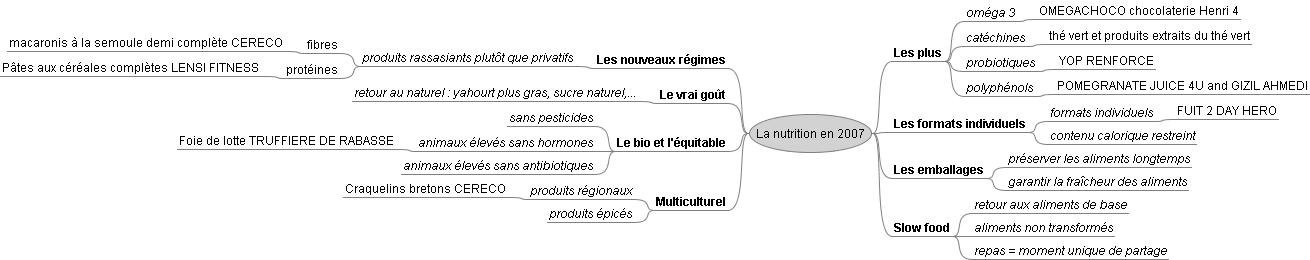 La nutrition en 2007
Les nouveaux régimes
produits rassasiants plutôt que privatifs
fibres
macaronis à la semoule demi complète CERECO
protéines
Pâtes aux céréales complètes LENSI FITNESS
Le vrai goût
retour au naturel : yahourt plus gras, sucre naturel,...
Le bio et l'équitable
sans pesticides
animaux élevés sans hormones
Foie de lotte TRUFFIERE DE RABASSE
animaux élevés sans antibiotiques
Multiculturel
produits régionaux
Craquelins bretons CERECO
produits épicés
Les plus
oméga 3
OMEGACHOCO chocolaterie Henri 4
catéchines
thé vert et produits extraits du thé vert
probiotiques
YOP RENFORCE
polyphénols
POMEGRANATE JUICE 4U and GIZIL AHMEDI
Les formats individuels
formats individuels
FUIT 2 DAY HERO
contenu calorique restreint
Les emballages
préserver les aliments longtemps
garantir la fraîcheur des aliments
Slow food
retour aux aliments de base
aliments non transformés
repas = moment unique de partage